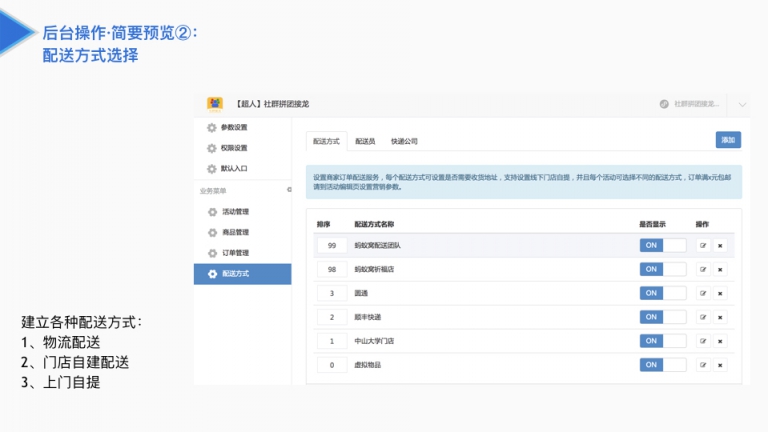 后台操作·简要预览②：
配送方式选择
【超人】社群拼团接龙
社群拼团接龙...
参数设置
权限设置
默认入口
业务菜单
活动管理
商品管理
订单管理
配送方式
配送方式 配送员 快递公司
添加
设置商家订单配送服务，每个配送方式可设置是否需要收货地址，支持设置线下门店自提，并且每个活动可选择不同的配送方式，订单满x元包邮
请到活动编辑页设置营销参数。
排序 配送方式名称 是否显示 操作
99 蚂蚁窝配送团队 ON
98 蚂蚁窝祈福店 ON
3 圆通 ON
2 顺丰快递 ON
1 中山大学门店 ON
0 虚拟物品 ON
建立各种配送方式：
1、物流配送
2、门店自建配送
3、上门自提